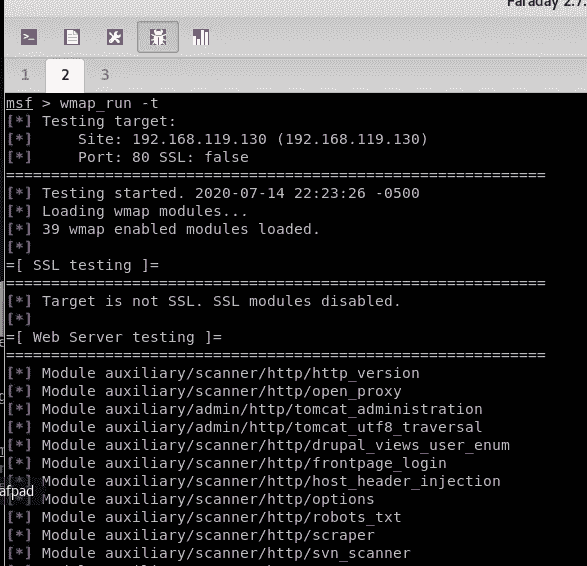 Faraday 2.7.
1 2 3
msf > wmap_run -t
[*] Testing target:
[*]     Site: 192.168.119.130 (192.168.119.130)
[*]     Port: 80 SSL: false
============================================================
[*] Testing started. 2020-07-14 22:23:26 -0500
[*] Loading wmap modules...
[*] 39 wmap enabled modules loaded.
[*]
=[ SSL testing ]=
============================================================
[*] Target is not SSL. SSL modules disabled.
[*]
=[ Web Server testing ]=
============================================================
[*] Module auxiliary/scanner/http/http_version
[*] Module auxiliary/scanner/http/open_proxy
[*] Module auxiliary/admin/http/tomcat_administration
[*] Module auxiliary/admin/http/tomcat_utf8_traversal
[*] Module auxiliary/scanner/http/drupal_views_user_enum
[*] Module auxiliary/scanner/http/frontpage_login
[*] Module auxiliary/scanner/http/host_header_injection
afpad
[*] Module auxiliary/scanner/http/options
[*] Module auxiliary/scanner/http/robots_txt
[*] Module auxiliary/scanner/http/scraper
[*] Module auxiliary/scanner/http/svn_scanner